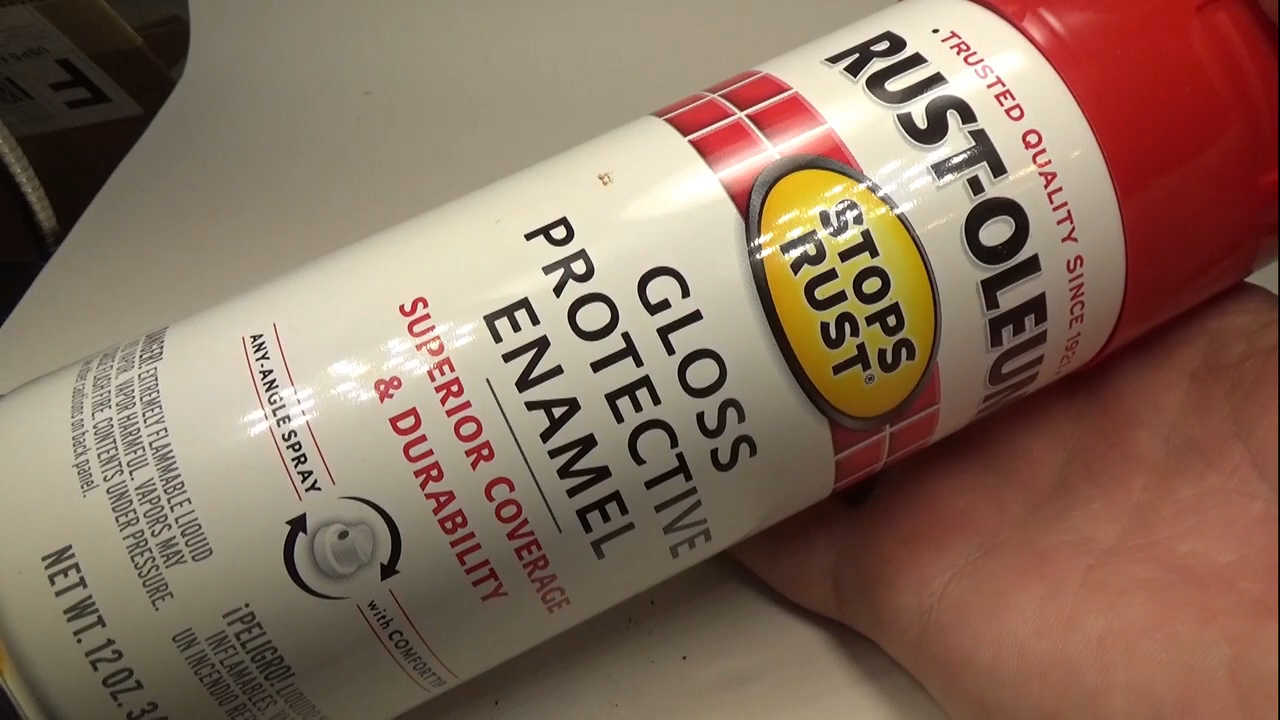 TRUSTED QUALITY SINCE
RUST-OLEUM
STOPS
RUST®
GLOSS
PROTECTIVE
ENAMEL
SUPERIOR COVERAGE
& DURABILITY
ANY-ANGLE SPRAY
with COMFORT
EXTREMELY FLAMMABLE LIQUID
VAPOR HARMFUL. VAPORS MAY
FLASH FIRE. CONTENTS UNDER PRESSURE.
on back panel.
¡PELIGRO!
INFLAMABLES.
UN INCENDIO
NET WT. 12 OZ.